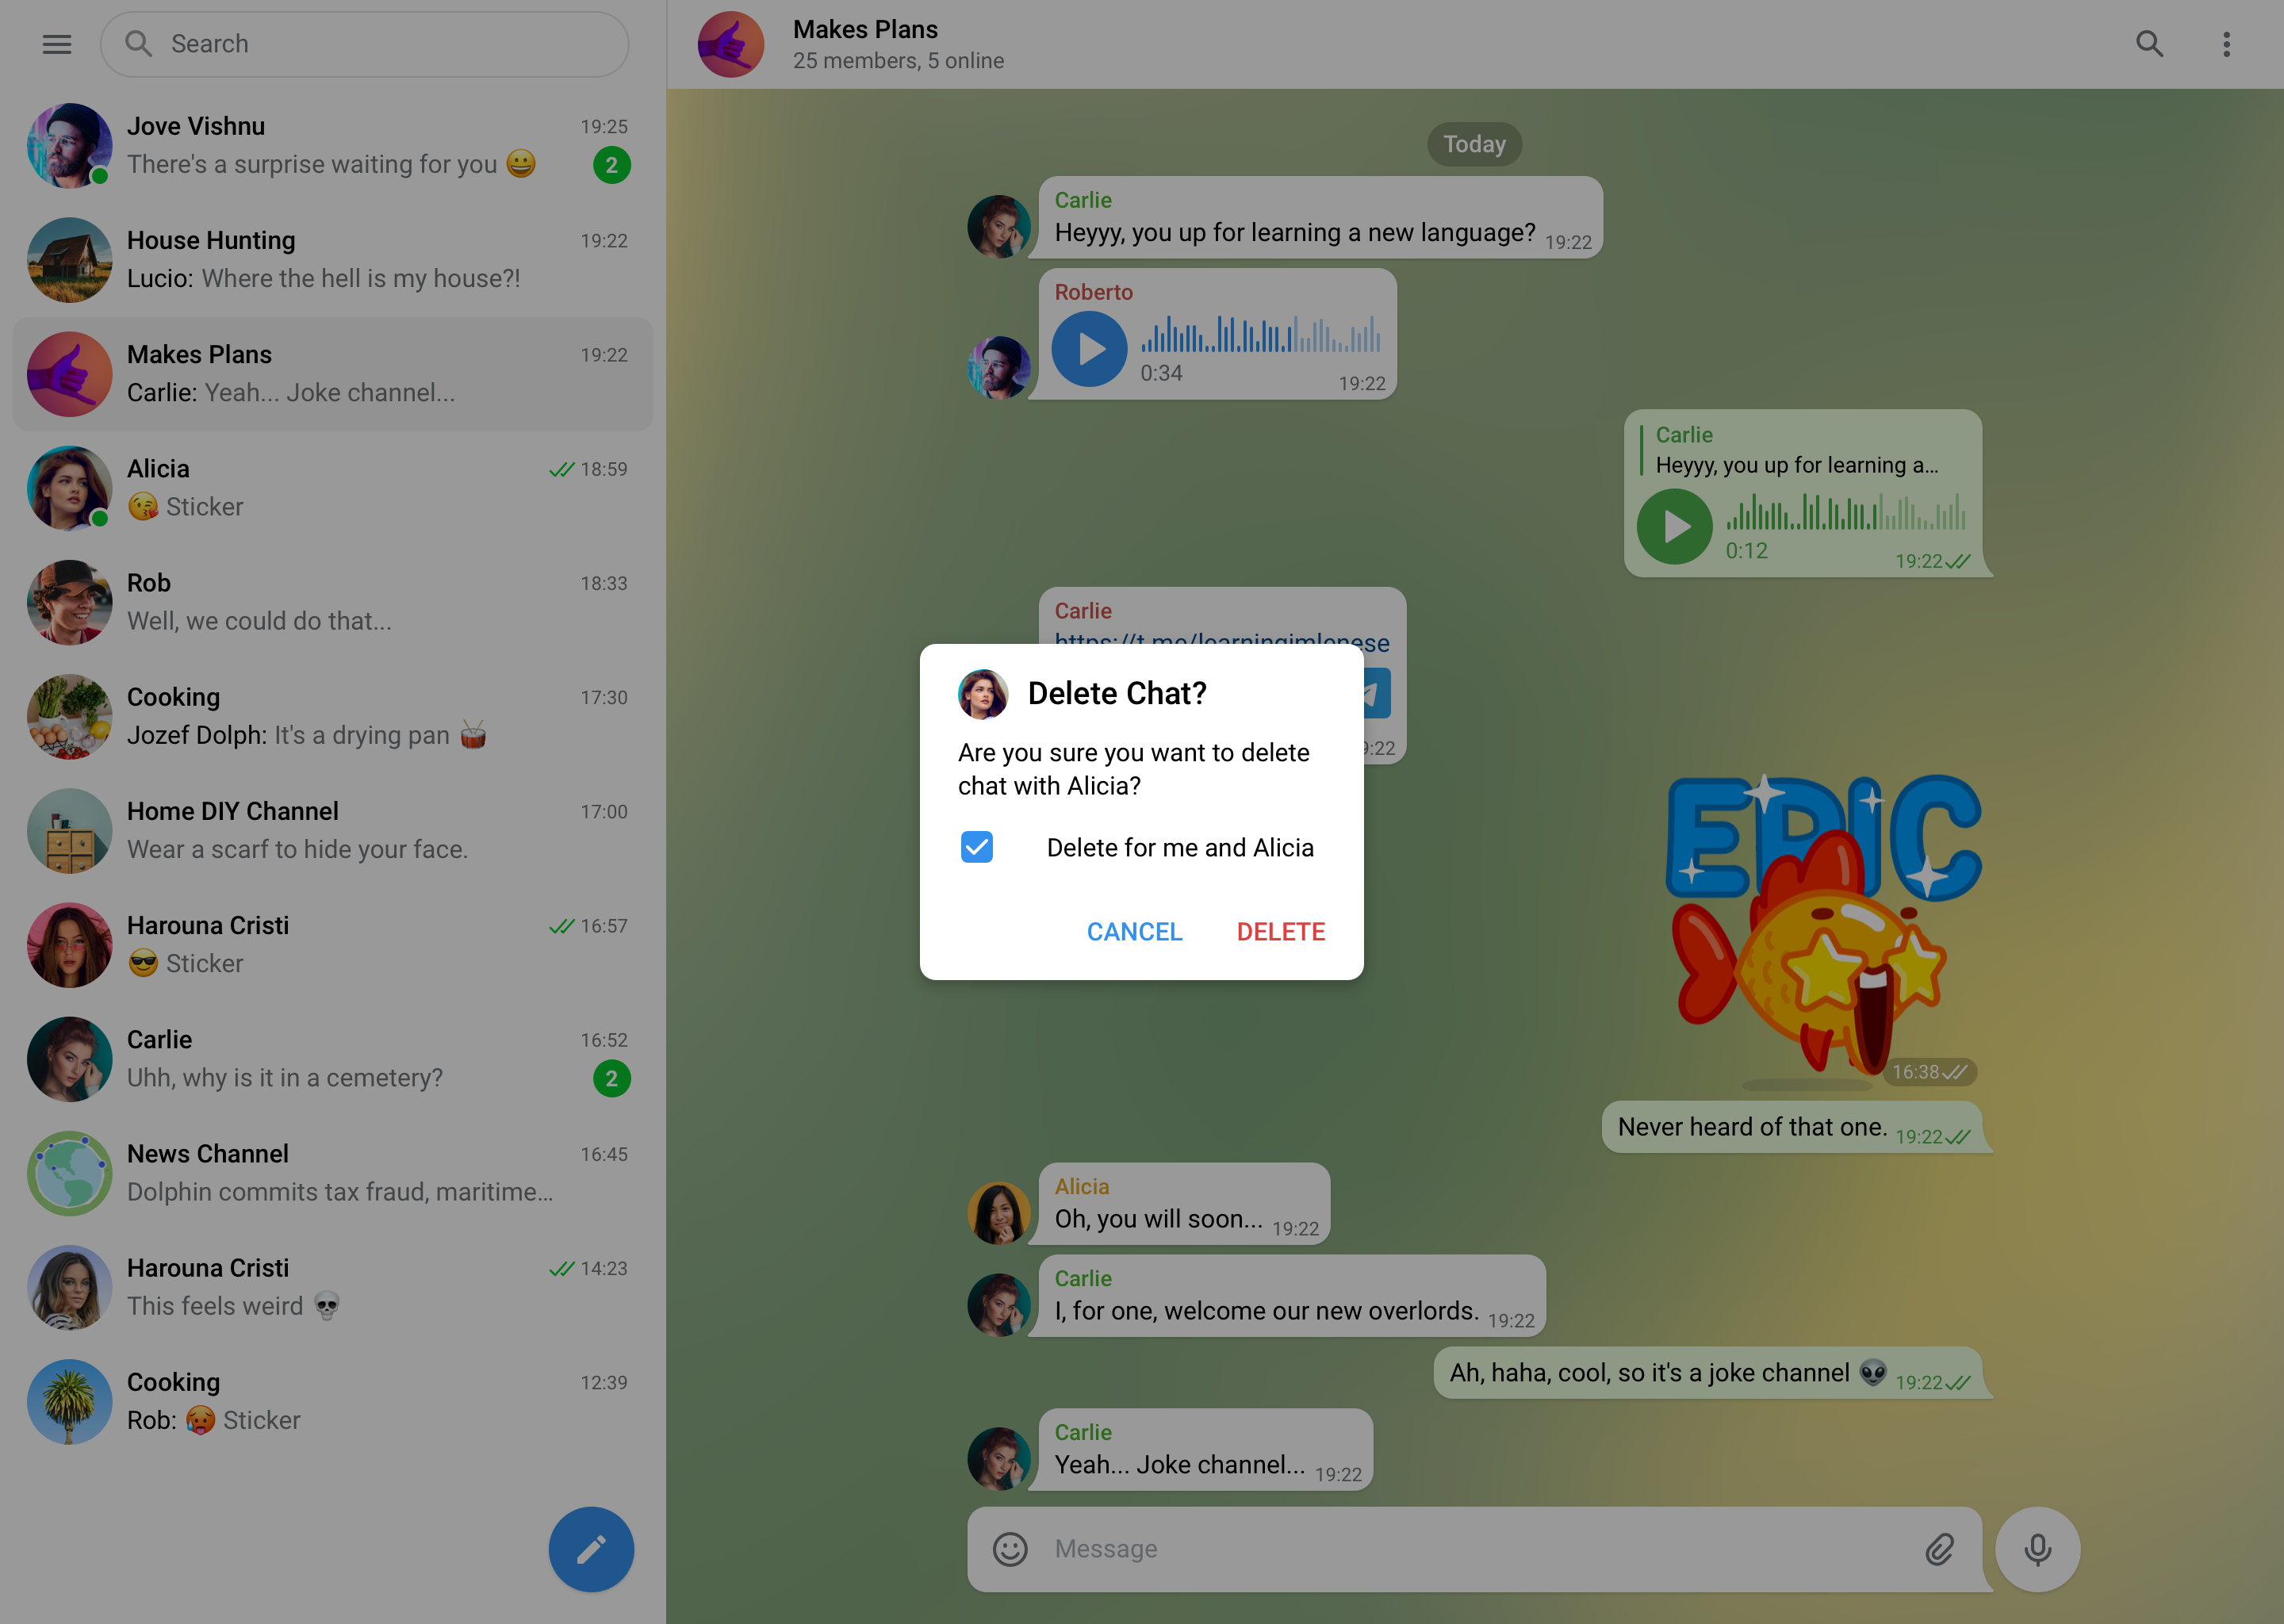 Search
Jove Vishnu 19:25
There's a surprise waiting for you 😀 2
House Hunting 19:22
Lucio: Where the hell is my house?!
Makes Plans 19:22
Carlie: Yeah... Joke channel...
Alicia 18:59
😘 Sticker
Rob 18:33
Well, we could do that...
Cooking 17:30
Jozef Dolph: It's a drying pan 🥁
Home DIY Channel 17:00
Wear a scarf to hide your face.
Harouna Cristi 16:57
😎 Sticker
Carlie 16:52
Uhh, why is it in a cemetery? 2
News Channel 16:45
Dolphin commits tax fraud, maritime...
Harouna Cristi 14:23
This feels weird 💀
Cooking 12:39
Rob: 🥵 Sticker
Makes Plans
25 members, 5 online
Today
Carlie
Heyyy, you up for learning a new language? 19:22
Roberto
0:34 19:22
Carlie
Heyyy, you up for learning a...
0:12 19:22
Carlie
https://t.me/learningimlonese
:22
Delete Chat?
Are you sure you want to delete
chat with Alicia?
Delete for me and Alicia
CANCEL DELETE
EPIC
16:38
Never heard of that one. 19:22
Alicia
Oh, you will soon... 19:22
Carlie
I, for one, welcome our new overlords. 19:22
Ah, haha, cool, so it's a joke channel 👽 19:22
Carlie
Yeah... Joke channel... 19:22
Message